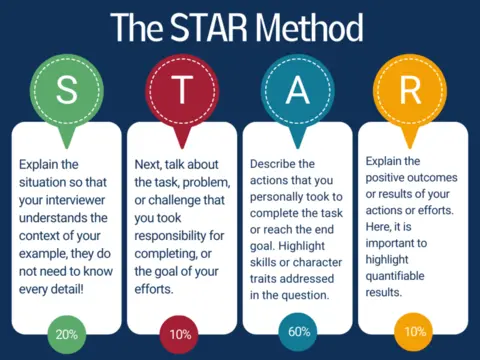 The STAR Method
S
Explain the
situation so that
your interviewer
understands the
context of your
example, they do
not need to know
every detail!
20%
T
Next, talk about
the task, problem,
or challenge that
you took
responsibility for
completing, or
the goal of your
efforts.
10%
A
Describe the
actions that you
personally took to
complete the task
or reach the end
goal. Highlight
skills or character
traits addressed
in the question.
60%
R
Explain the
positive outcomes
or results of your
actions or efforts.
Here, it is
important to
highlight
quantifiable
results.
10%